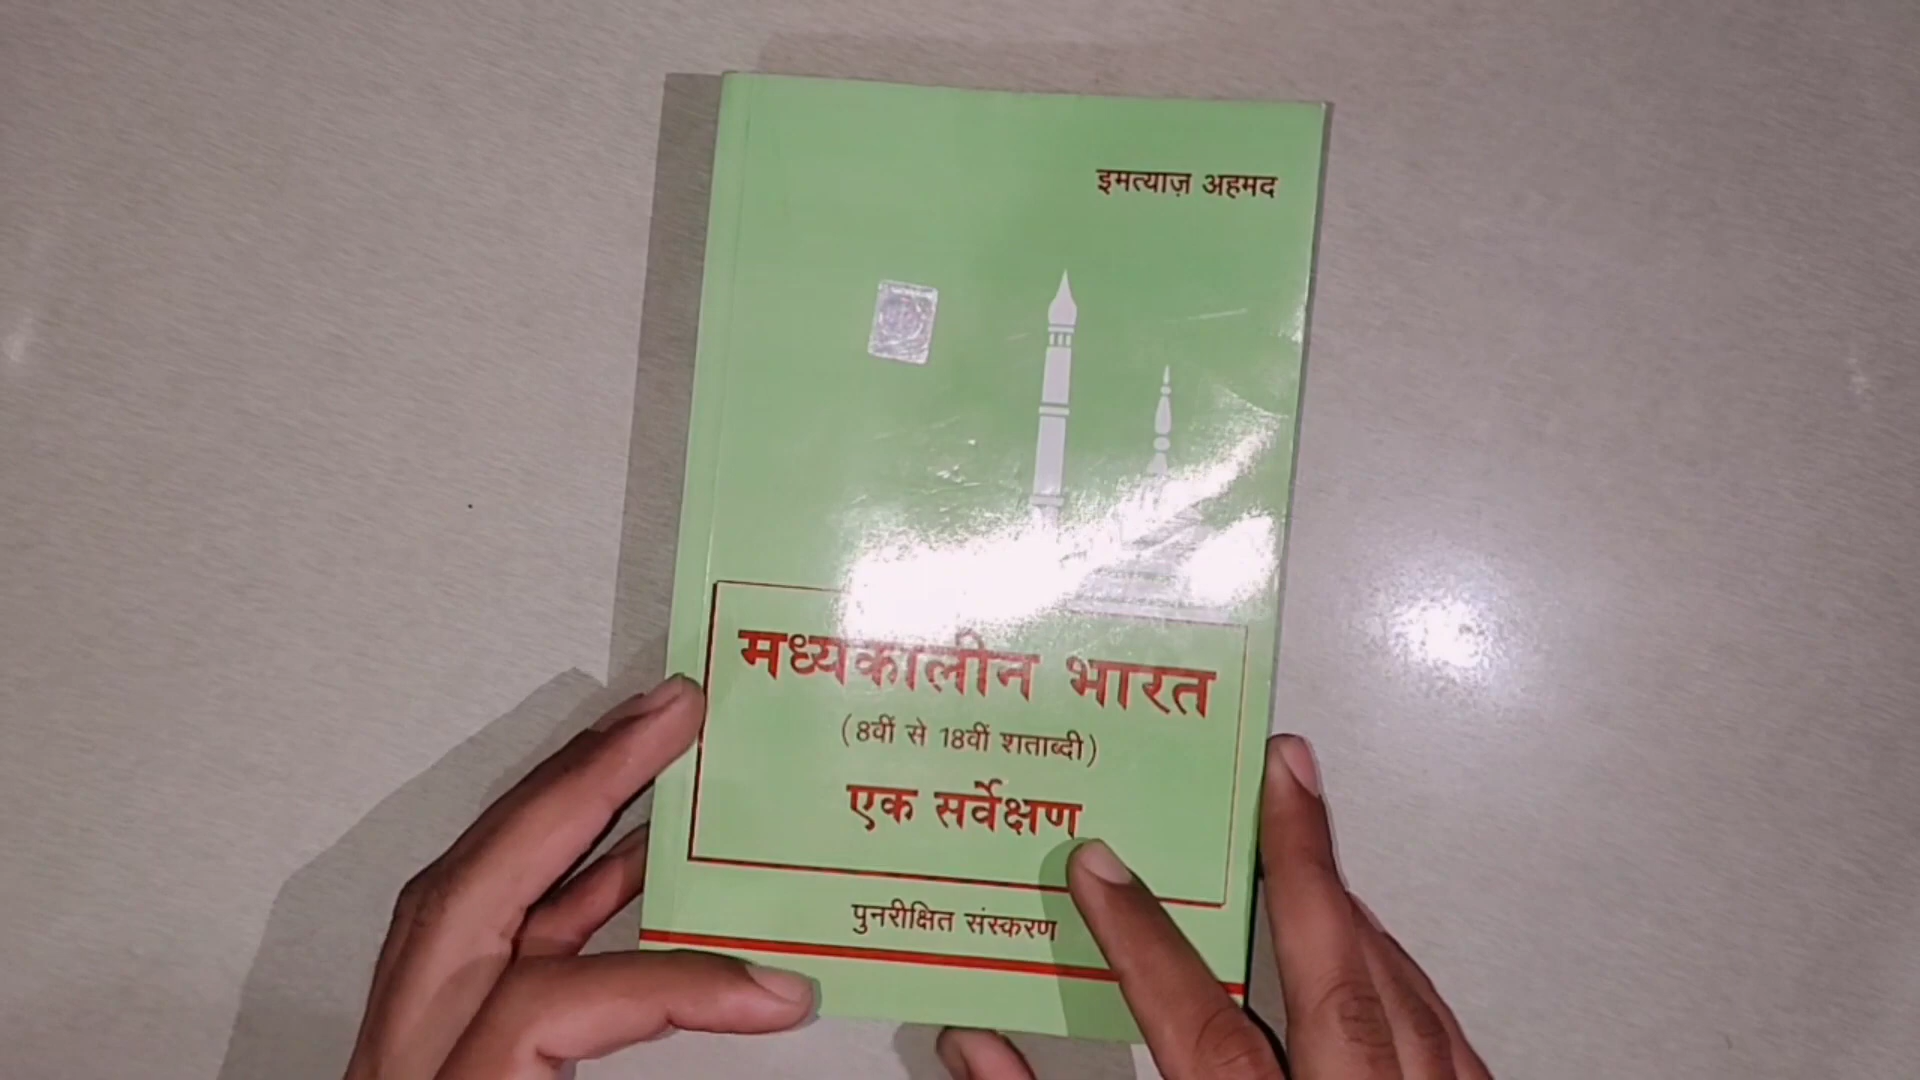 इमत्याज़ अहमद
मध्यकालीन भारत
(8वीं से 18वीं शताब्दी)
एक सर्वेक्षण
पुनरीक्षित संस्करण